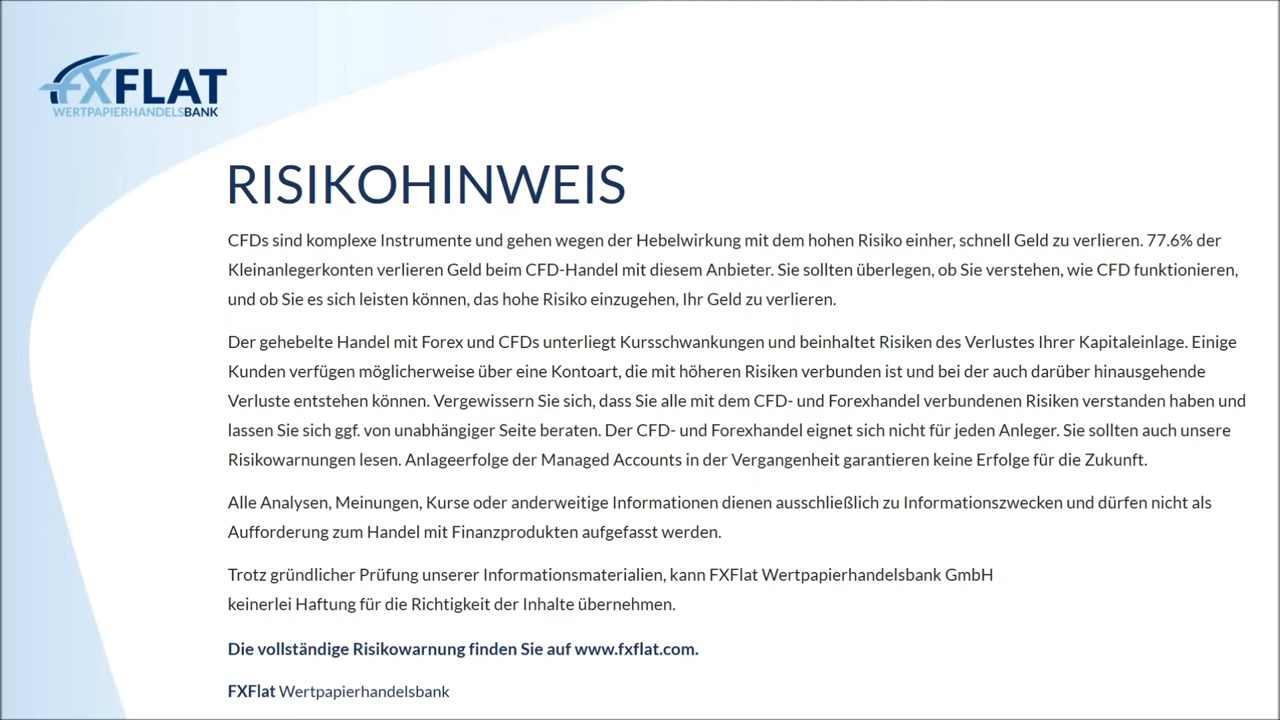 FXFLAT
WERTPAPIERHANDELSBANK
RISIKOHINWEIS
CFDs sind komplexe Instrumente und gehen wegen der Hebelwirkung mit dem hohen Risiko einher, schnell Geld zu verlieren. 77.6% der
Kleinanlegerkonten verlieren Geld beim CFD-Handel mit diesem Anbieter. Sie sollten überlegen, ob Sie verstehen, wie CFD funktionieren,
und ob Sie es sich leisten können, das hohe Risiko einzugehen, Ihr Geld zu verlieren.
Der gehebelte Handel mit Forex und CFDs unterliegt Kursschwankungen und beinhaltet Risiken des Verlustes Ihrer Kapitaleinlage. Einige
Kunden verfügen möglicherweise über eine Kontoart, die mit höheren Risiken verbunden ist und bei der auch darüber hinausgehende
Verluste entstehen können. Vergewissern Sie sich, dass Sie alle mit dem CFD- und Forexhandel verbundenen Risiken verstanden haben und
lassen Sie sich ggf. von unabhängiger Seite beraten. Der CFD- und Forexhandel eignet sich nicht für jeden Anleger. Sie sollten auch unsere
Risikowarnungen lesen. Anlageerfolge der Managed Accounts in der Vergangenheit garantieren keine Erfolge für die Zukunft.
Alle Analysen, Meinungen, Kurse oder anderweitige Informationen dienen ausschließlich zu Informationszwecken und dürfen nicht als
Aufforderung zum Handel mit Finanzprodukten aufgefasst werden.
Trotz gründlicher Prüfung unserer Informationsmaterialien, kann FXFlat Wertpapierhandelsbank GmbH
keinerlei Haftung für die Richtigkeit der Inhalte übernehmen.
Die vollständige Risikowarnung finden Sie auf www.fxflat.com.
FXFlat Wertpapierhandelsbank